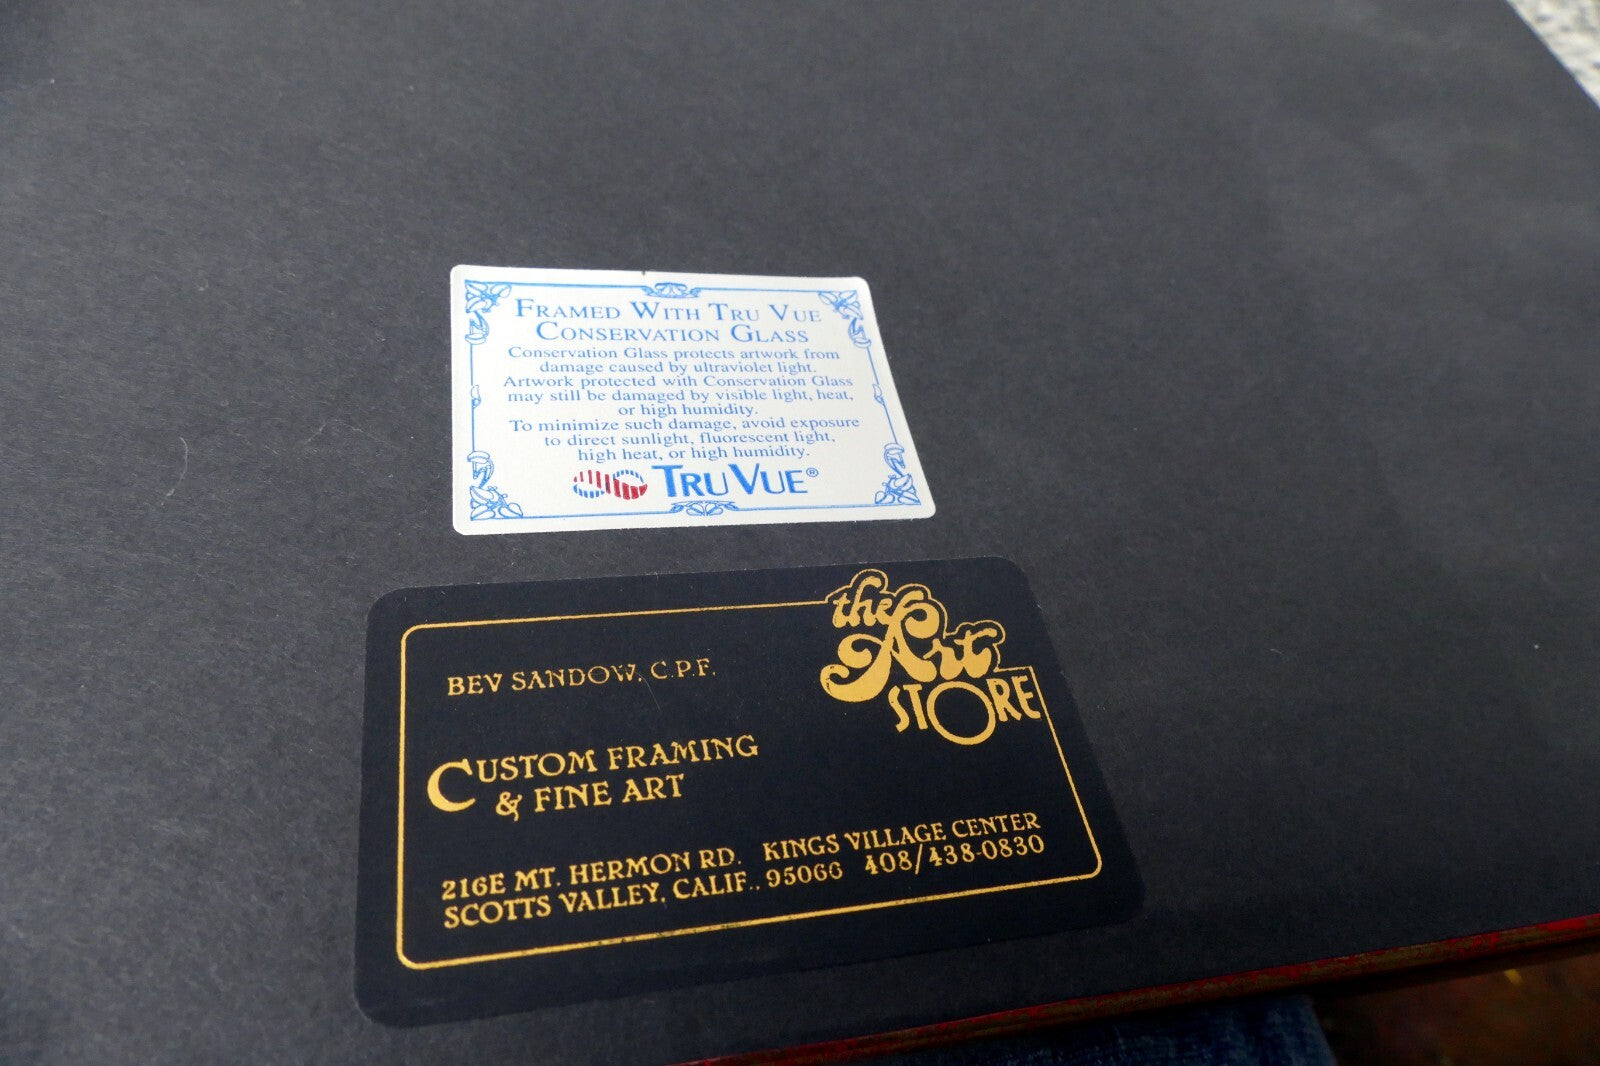 FRAMED WITH TRU VUE
CONSERVATION GLASS
Conservation Glass protects artwork from
damage caused by ultraviolet light.
Artwork protected with Conservation Glass
may still be damaged by visible light, heat,
or high humidity.
To minimize such damage, avoid exposure
to direct sunlight, fluorescent light,
high heat, or high humidity.
TRU VUE®
the Art
STORE
BEV SANDOW, C.P.F.
CUSTOM FRAMING
& FINE ART
216E MT. HERMON RD. KINGS VILLAGE CENTER
SCOTTS VALLEY, CALIF.. 95066 408/438-0830